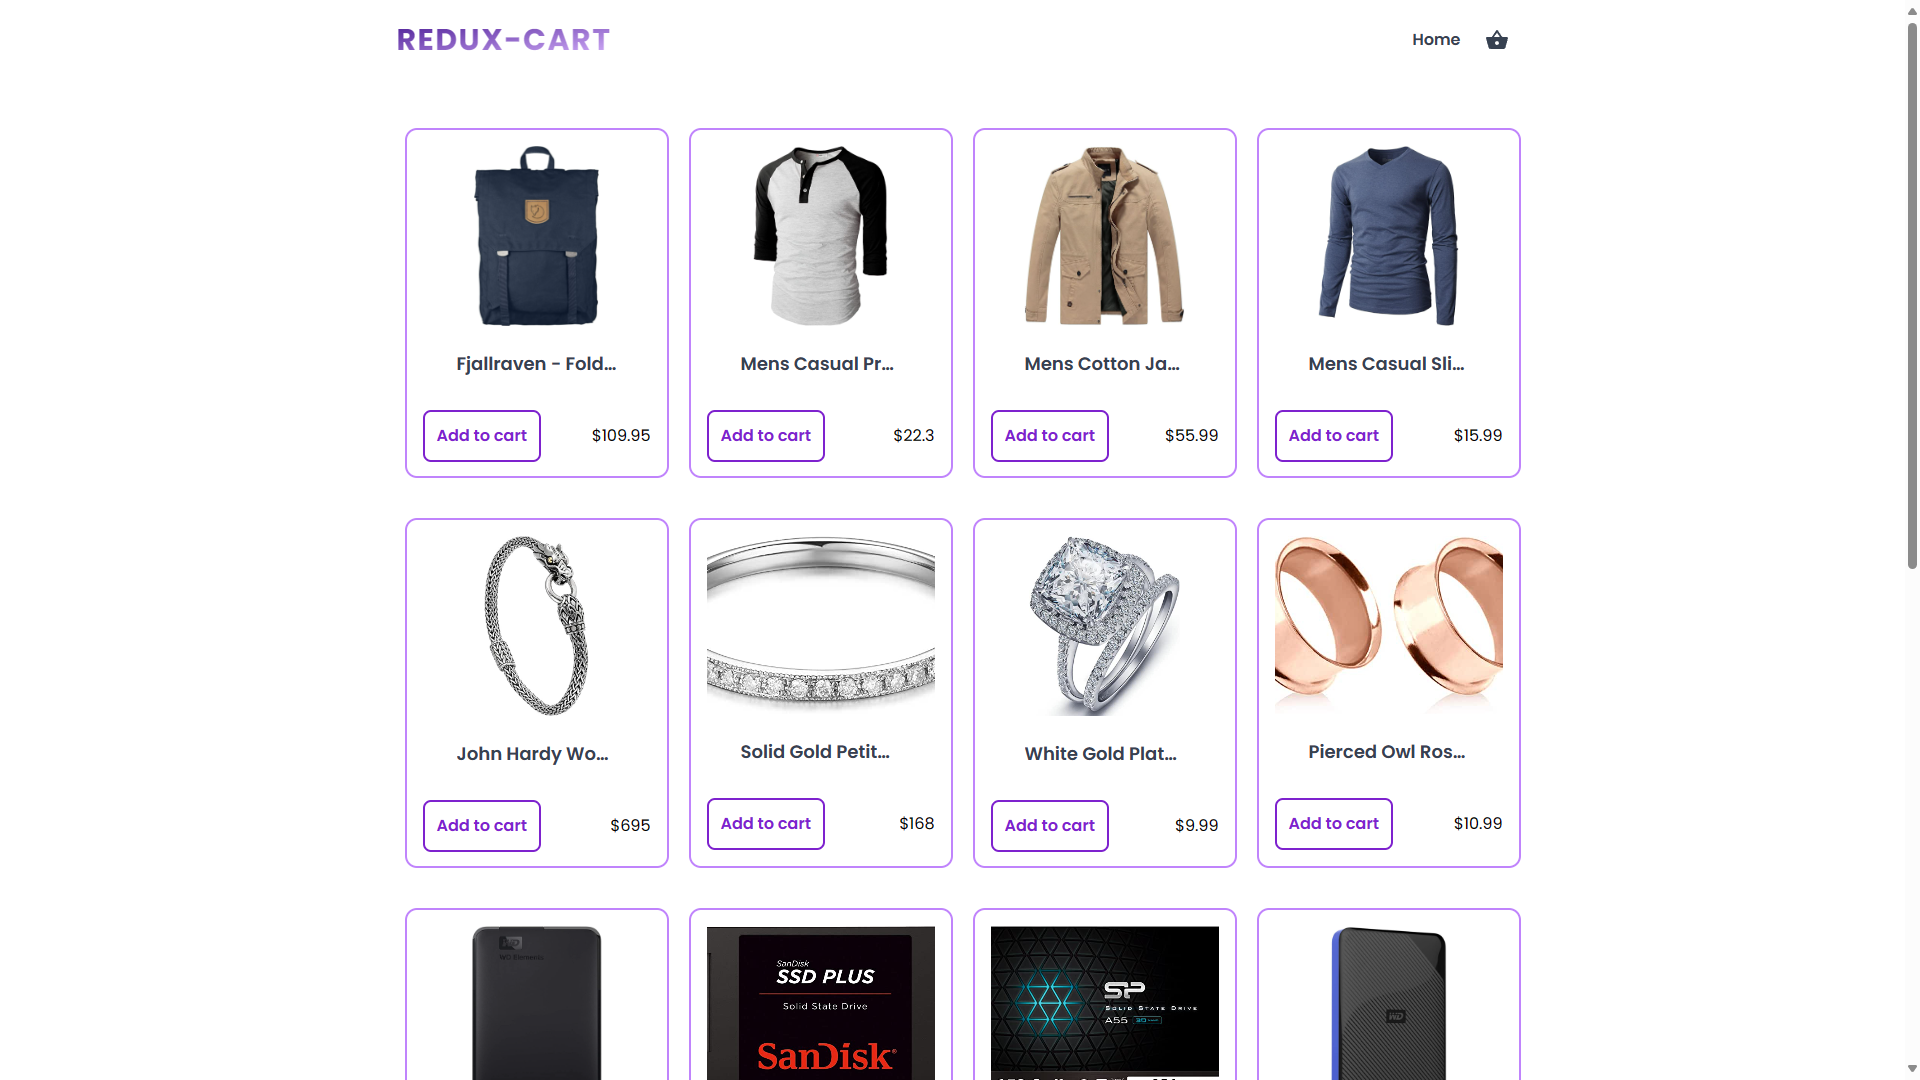 REDUX-CART
Home
Fjallraven - Fold...
Mens Casual Pr...
Mens Cotton Ja...
Mens Casual Sli...
Add to cart
$109.95
Add to cart
$22.3
Add to cart
$55.99
Add to cart
$15.99
John Hardy Wo...
Solid Gold Petit...
White Gold Plat...
Pierced Owl Ros...
Add to cart
$695
Add to cart
$168
Add to cart
$9.99
Add to cart
$10.99
WD
WD Elements
SanDisk
SSD PLUS
Solid State Drive
SanDisk®
SP
SOLID STATE DRIVE
A55
WD